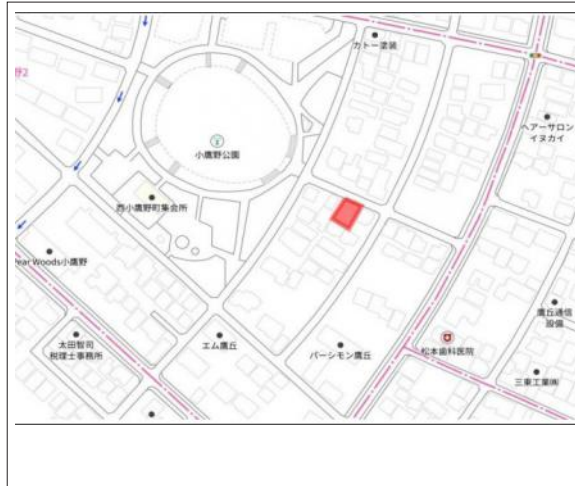 カトー塗装
野2
ヘアーサロン
イヌカイ
小鷹野公園
西小鷹野町集会所
ear Woods小鷹野
鷹丘通信
設備
太田智司
税理士事務所
エム鷹丘
パーシモン鷹丘
松本歯科医院
三東工業㈱